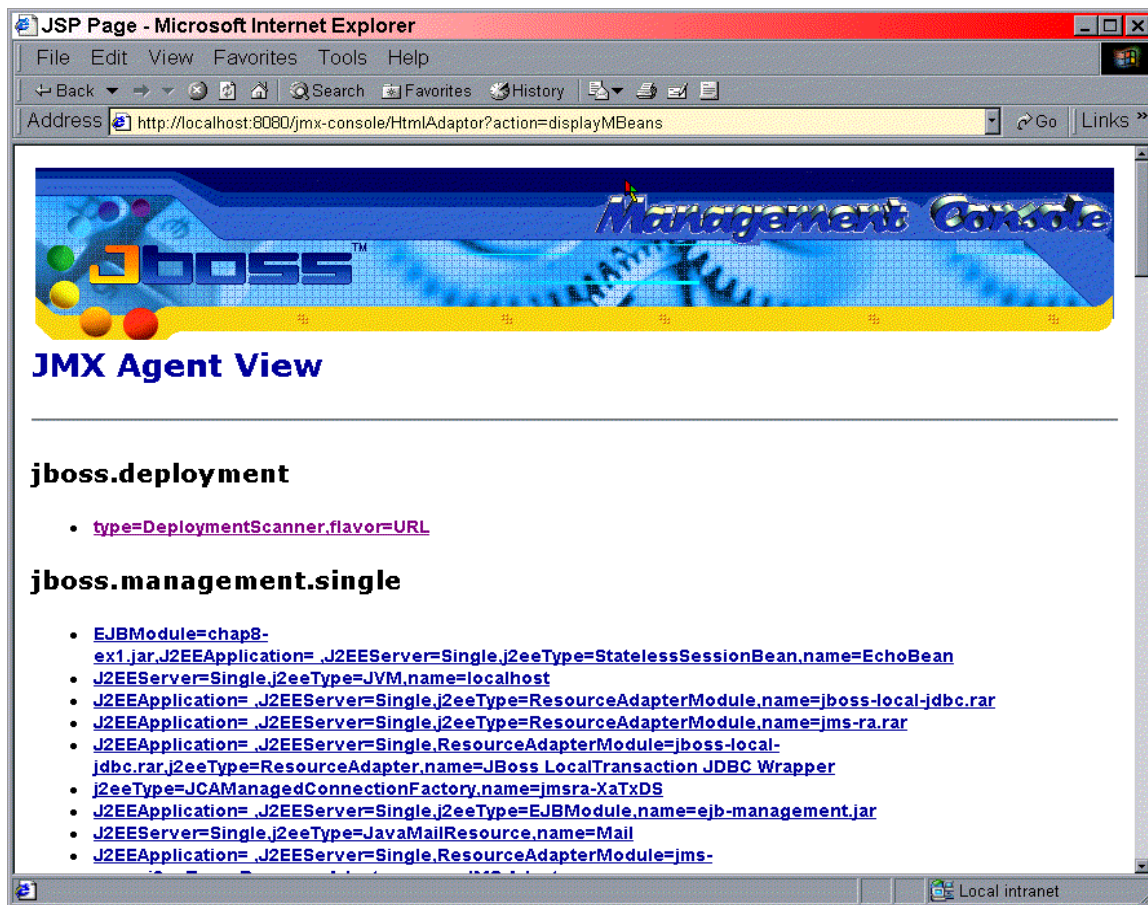 JSP Page - Microsoft Internet Explorer
File Edit View Favorites Tools Help
Back Search Favorites History
Address http://localhost:8080/jmx-console/HtmlAdaptor?action=displayMBeans Go Links »
Management Console
Jboss™
JMX Agent View
jboss.deployment
• type=DeploymentScanner,flavor=URL
jboss.management.single
• EJBModule=chap8-
ex1.jar,J2EEApplication= ,J2EEServer=Single,j2eeType=StatelessSessionBean,name=EchoBean
• J2EEServer=Single,j2eeType=JVM,name=localhost
• J2EEApplication= ,J2EEServer=Single,j2eeType=ResourceAdapterModule,name=jboss-local-jdbc.rar
• J2EEApplication= ,J2EEServer=Single,j2eeType=ResourceAdapterModule,name=jms-ra.rar
• J2EEApplication= ,J2EEServer=Single,ResourceAdapterModule=jboss-local-
jdbc.rar,j2eeType=ResourceAdapter,name=JBoss LocalTransaction JDBC Wrapper
• j2eeType=JCAManagedConnectionFactory,name=jmsra-XaTxDS
• J2EEApplication= ,J2EEServer=Single,j2eeType=EJBModule,name=ejb-management.jar
• J2EEServer=Single,j2eeType=JavaMailResource,name=Mail
• J2EEApplication= ,J2EEServer=Single,ResourceAdapterModule=jms-
Local intranet